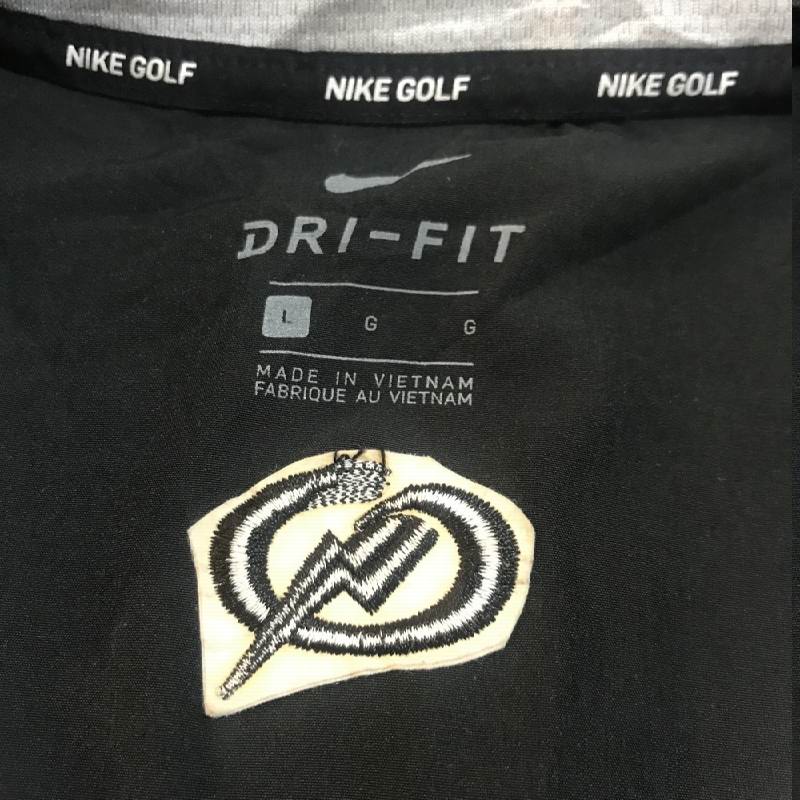 NIKE GOLF NIKE GOLF NIKE GOLF
DRI-FIT
L G G
MADE IN VIETNAM
FABRIQUE AU VIETNAM